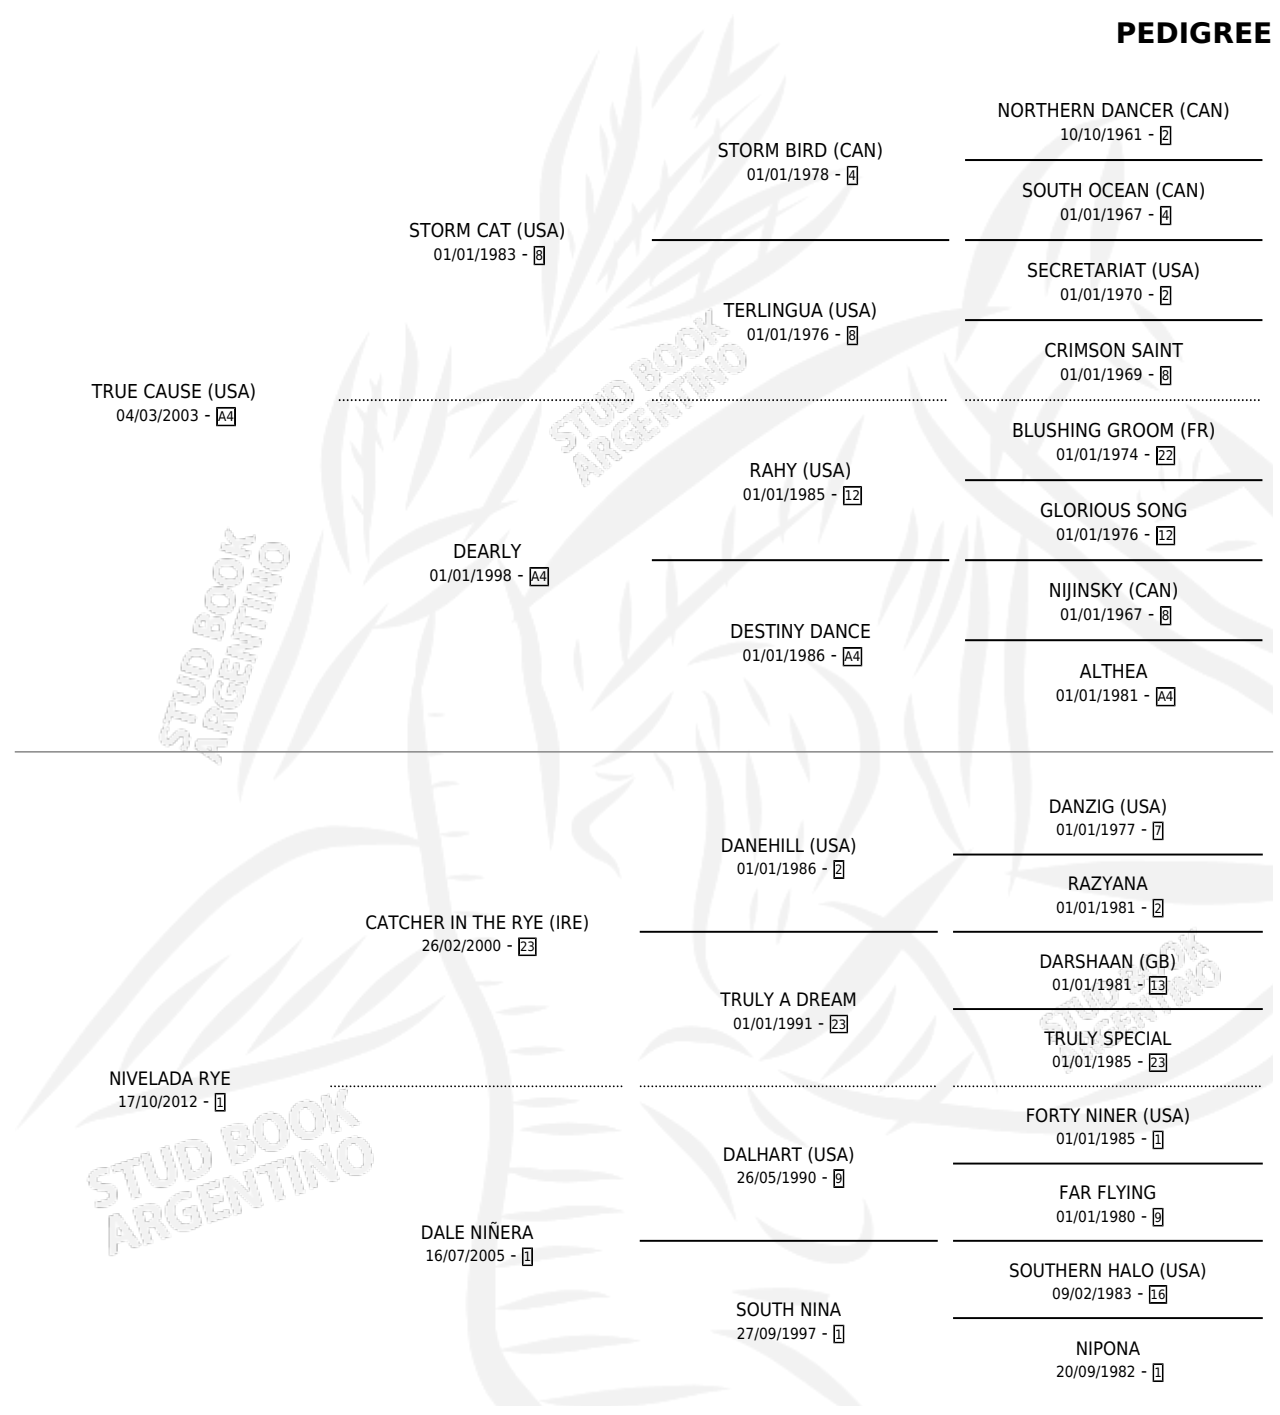 PEDIGREE
NORTHERN DANCER (CAN)
10/10/1961 - 2
STORM BIRD (CAN)
01/01/1978 - 4
SOUTH OCEAN (CAN)
01/01/1967 - 4
STORM CAT (USA)
01/01/1983 - 8
SECRETARIAT (USA)
01/01/1970 - 2
TERLINGUA (USA)
01/01/1976 - 8
CRIMSON SAINT
01/01/1969 - 8
TRUE CAUSE (USA)
04/03/2003 - A4
BLUSHING GROOM (FR)
01/01/1974 - 22
RAHY (USA)
01/01/1985 - 12
GLORIOUS SONG
01/01/1976 - 12
DEARLY
01/01/1998 - A4
NIJINSKY (CAN)
01/01/1967 - 8
DESTINY DANCE
01/01/1986 - A4
ALTHEA
01/01/1981 - A4
DANZIG (USA)
01/01/1977 - 7
DANEHILL (USA)
01/01/1986 - 2
RAZYANA
01/01/1981 - 2
CATCHER IN THE RYE (IRE)
26/02/2000 - 23
DARSHAAN (GB)
01/01/1981 - 13
TRULY A DREAM
01/01/1991 - 23
TRULY SPECIAL
01/01/1985 - 23
NIVELADA RYE
17/10/2012 - 1
FORTY NINER (USA)
01/01/1985 - 1
DALHART (USA)
26/05/1990 - 9
FAR FLYING
01/01/1980 - 9
DALE NIÑERA
16/07/2005 - 1
SOUTHERN HALO (USA)
09/02/1983 - 16
SOUTH NINA
27/09/1997 - 1
NIPONA
20/09/1982 - 1
STUD BOOK
ARGENTINO
STUD BOOK
ARGENTINO
STUD BOOK
ARGENTINO
STUD BOOK
ARGENTINO